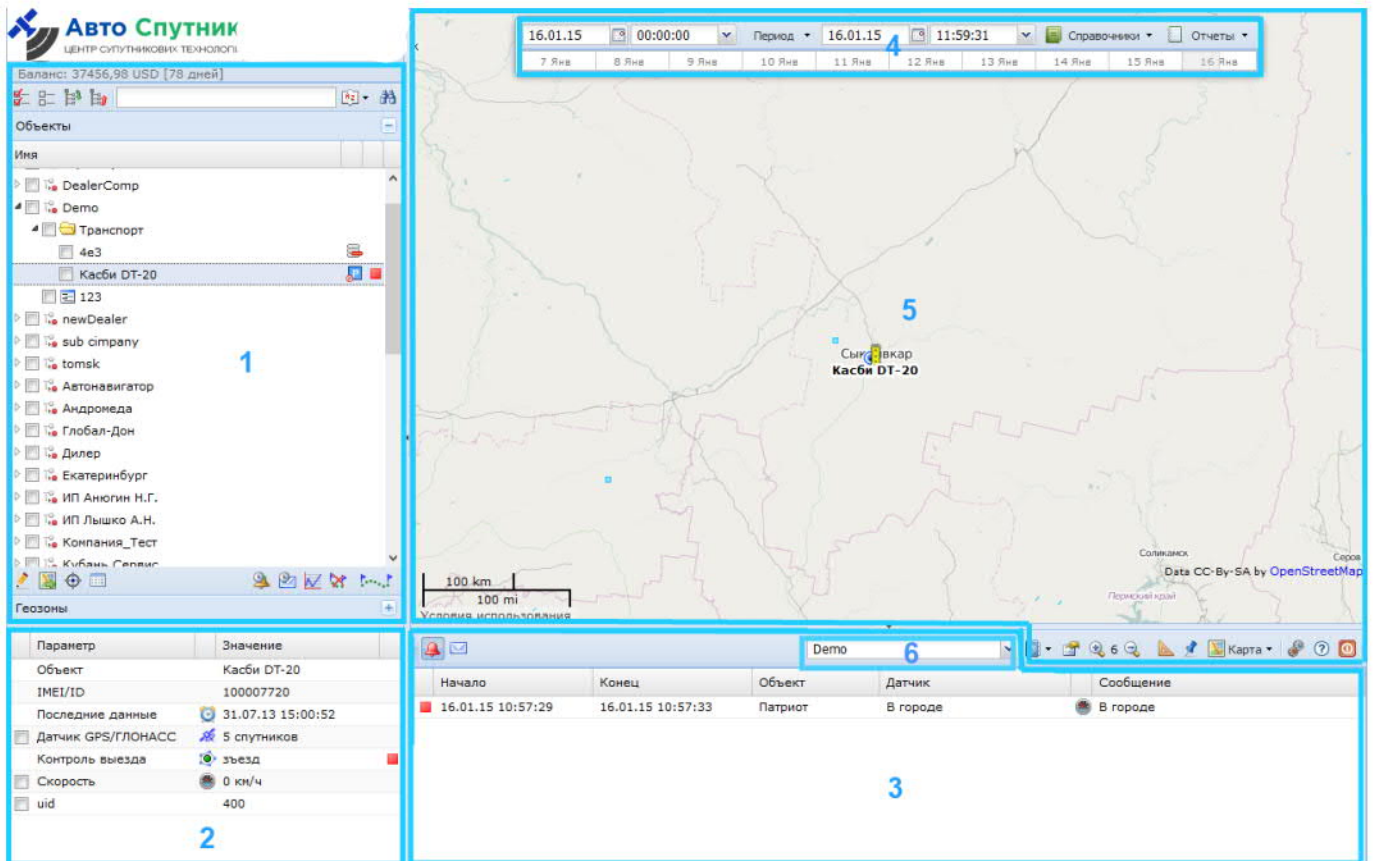 Авто Спутник
ЦЕНТР СУПУТНИКОВИХ ТЕХНОЛОГІ
Баланс: 37456,98 USD [78 дней]
Объекты
Имя
DealerComp
Demo
Транспорт
4e3
Касби DT-20
123
newDealer
sub cimpany
tomsk
Автонавигатор
Андромеда
Глобал-Дон
Дилер
Екатеринбург
ИП Анюгин Н.Г.
ИП Лышко А.Н.
Компания_Тест
Кубань Сервис
1
Геозоны
Параметр Значение
Объект Касби DT-20
IMEI/ID 100007720
Последние данные 31.07.13 15:00:52
Датчик GPS/ГЛОНАСС 5 спутников
Контроль выезда зъезд
Скорость 0 км/ч
uid 400
2
16.01.15 00:00:00 Период 16.01.15 11:59:31 Справочники Отчеты
4
7 Янв 8 Янв 9 Янв 10 Янв 11 Янв 12 Янв 13 Янв 14 Янв 15 Янв 16 Янв
5
Касби DT-20
Соликамск
Серов
Data CC-By-SA by OpenStreetMap
Пермский край
100 km
100 mi
Условия использования
Demo 6 6 Карта
Начало Конец Объект Датчик Сообщение
16.01.15 10:57:29 16.01.15 10:57:33 Патриот В городе В городе
3